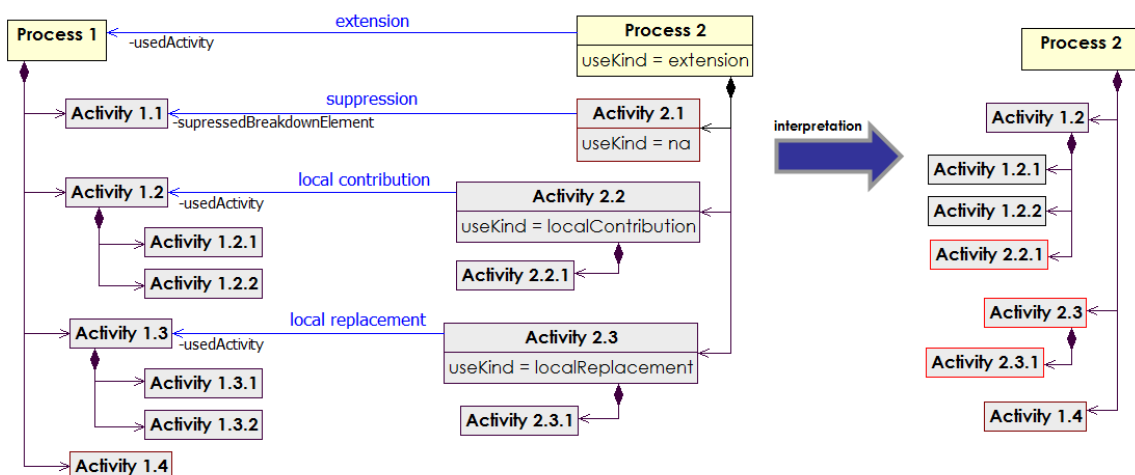 extension
Process 1
-usedActivity
Process 2
useKind = extension
suppression
Activity 1.1
-supressedBreakdownElement
Activity 2.1
useKind = na
local contribution
Activity 1.2
-usedActivity
Activity 2.2
useKind = localContribution
Activity 1.2.1
Activity 1.2.2
Activity 2.2.1
local replacement
Activity 1.3
-usedActivity
Activity 2.3
useKind = localReplacement
Activity 1.3.1
Activity 1.3.2
Activity 2.3.1
Activity 1.4
interpretation
Process 2
Activity 1.2
Activity 1.2.1
Activity 1.2.2
Activity 2.2.1
Activity 2.3
Activity 2.3.1
Activity 1.4